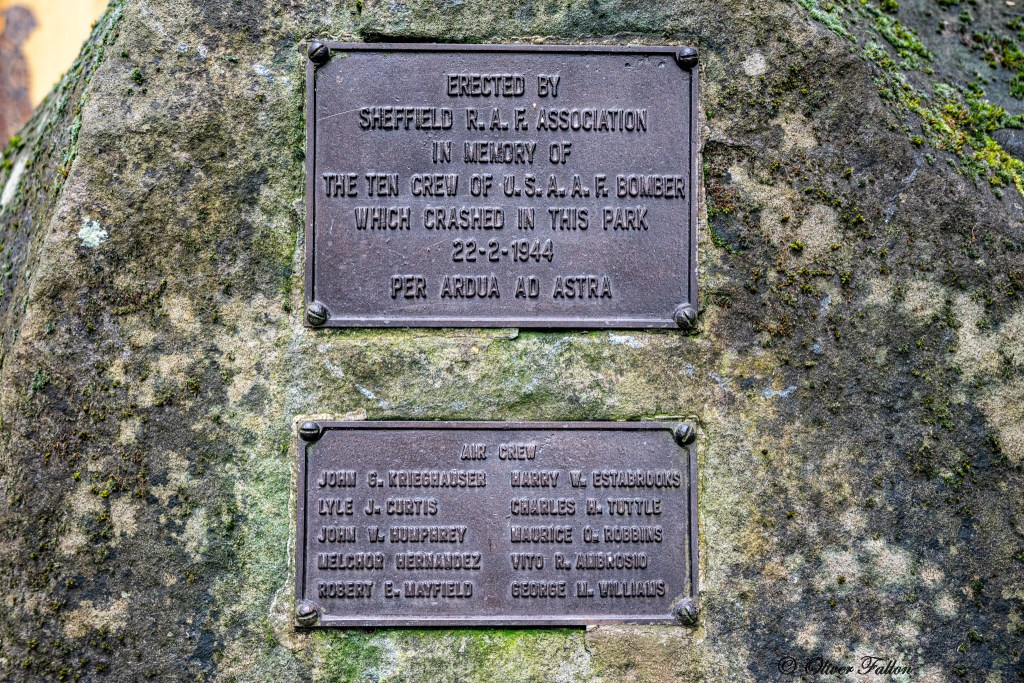 ERECTED BY
SHEFFIELD R.A.F. ASSOCIATION
IN MEMORY OF
THE TEN CREW OF U.S.A.A.F. BOMBER
WHICH CRASHED IN THIS PARK
22-2-1944
PER ARDUA AD ASTRA
AIR CREW
JOHN G. KRIEGHAUSER HARRY W. ESTABROOKS
LYLE J. CURTIS CHARLES H. TUTTLE
JOHN W. HUMPHREY MAURICE O. ROBBINS
MELCHOR HERNANDEZ VITO R. AMBROSIO
ROBERT E. MAYFIELD GEORGE M. WILLIAMS
© Oliver Fallon